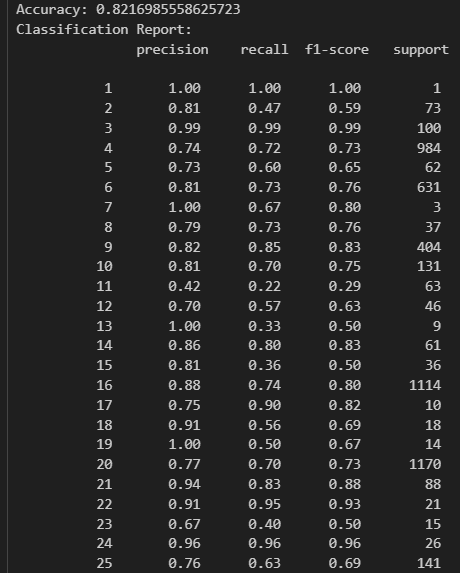 Accuracy: 0.8216985558625723
Classification Report:
precision recall f1-score support
1 1.00 1.00 1.00 1
2 0.81 0.47 0.59 73
3 0.99 0.99 0.99 100
4 0.74 0.72 0.73 984
5 0.73 0.60 0.65 62
6 0.81 0.73 0.76 631
7 1.00 0.67 0.80 3
8 0.79 0.73 0.76 37
9 0.82 0.85 0.83 404
10 0.81 0.70 0.75 131
11 0.42 0.22 0.29 63
12 0.70 0.57 0.63 46
13 1.00 0.33 0.50 9
14 0.86 0.80 0.83 61
15 0.81 0.36 0.50 36
16 0.88 0.74 0.80 1114
17 0.75 0.90 0.82 10
18 0.91 0.56 0.69 18
19 1.00 0.50 0.67 14
20 0.77 0.70 0.73 1170
21 0.94 0.83 0.88 88
22 0.91 0.95 0.93 21
23 0.67 0.40 0.50 15
24 0.96 0.96 0.96 26
25 0.76 0.63 0.69 141